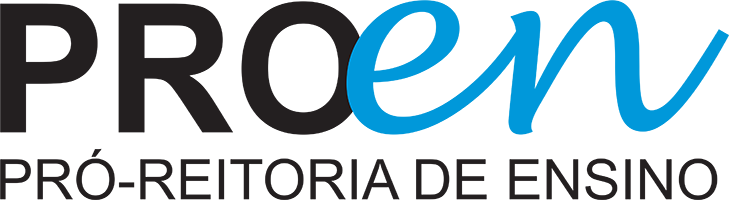 PROen
PRÓ-REITORIA DE ENSINO